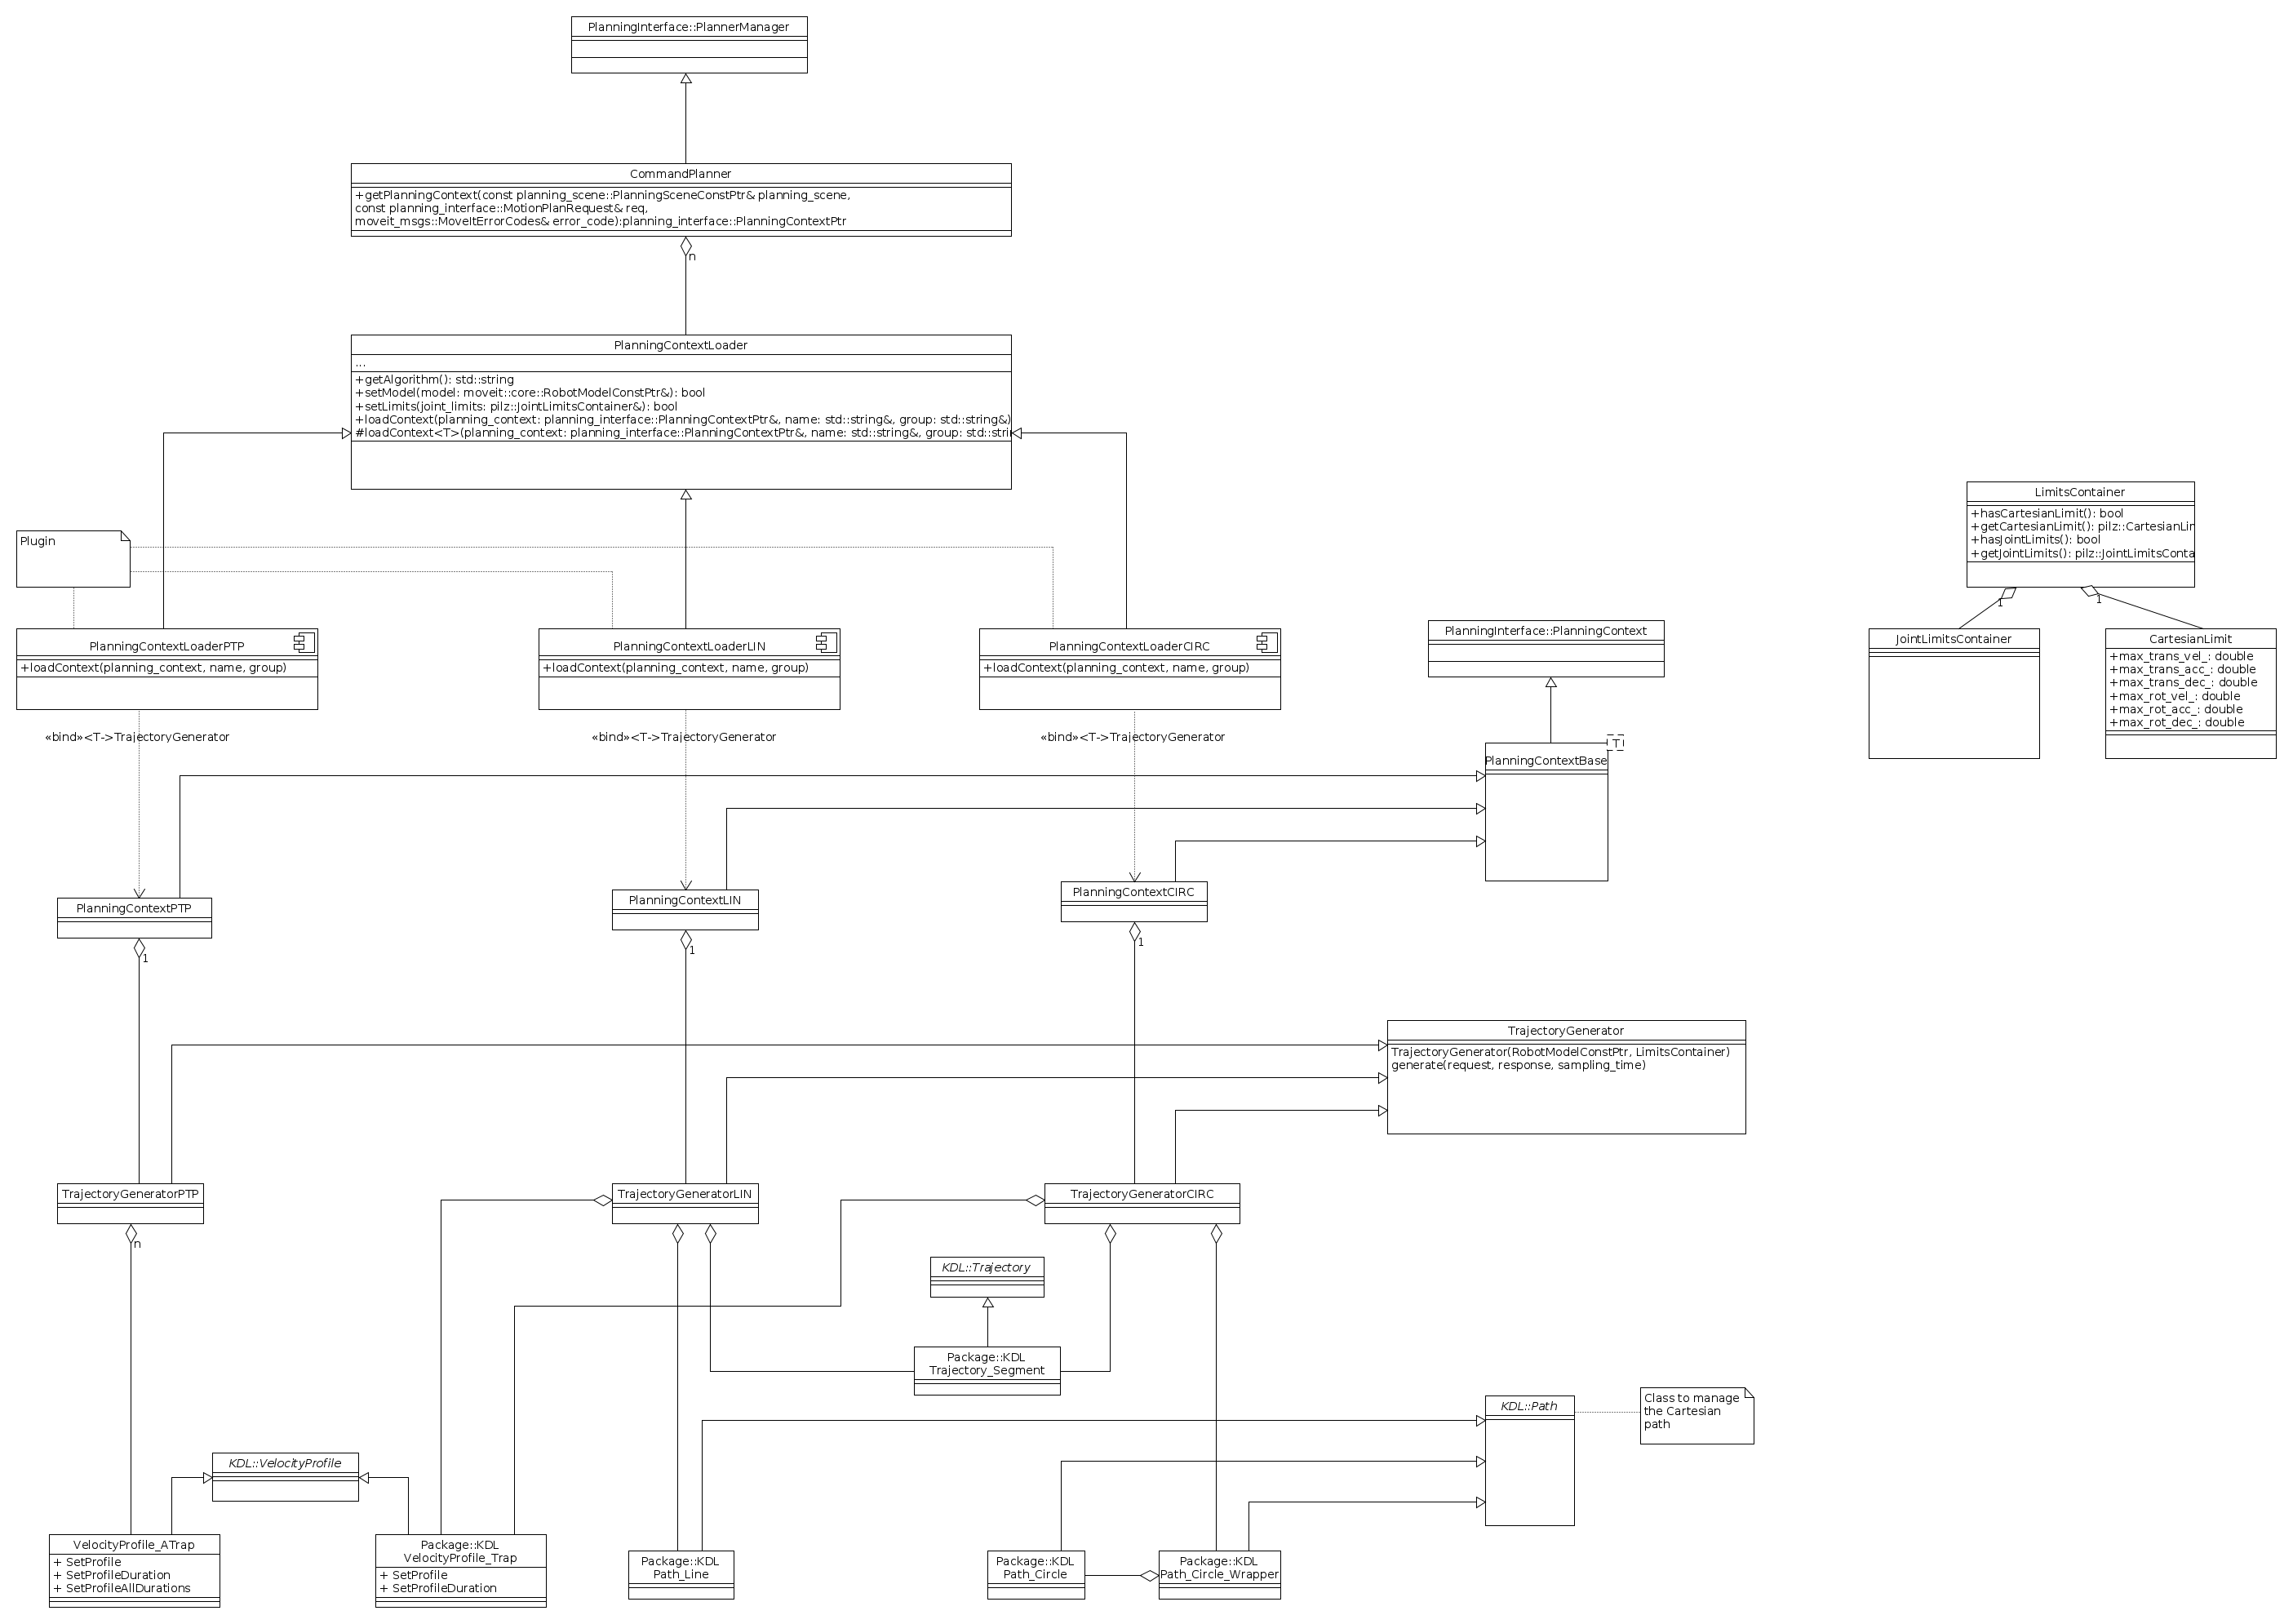 PlanningInterface::PlannerManager
CommandPlanner
+getPlanningContext(const planning_scene::PlanningSceneConstPtr& planning_scene,
const planning_interface::MotionPlanRequest& req,
moveit_msgs::MoveItErrorCodes& error_code):planning_interface::PlanningContextPtr
n
PlanningContextLoader
...
+getAlgorithm(): std::string
+setModel(model: moveit::core::RobotModelConstPtr&): bool
+setLimits(joint_limits: pilz::JointLimitsContainer&): bool
+loadContext(planning_context: planning_interface::PlanningContextPtr&, name: std::string&, group: std::string&)
#loadContext<T>(planning_context: planning_interface::PlanningContextPtr&, name: std::string&, group: std::stri
LimitsContainer
+hasCartesianLimit(): bool
+getCartesianLimit(): pilz::CartesianLir
+hasJointLimits(): bool
+getJointLimits(): pilz::JointLimitsConta
1
1
Plugin
PlanningContextLoaderPTP
+loadContext(planning_context, name, group)
PlanningContextLoaderLIN
+loadContext(planning_context, name, group)
PlanningContextLoaderCIRC
+loadContext(planning_context, name, group)
PlanningInterface::PlanningContext
JointLimitsContainer
CartesianLimit
+max_trans_vel_: double
+max_trans_acc_: double
+max_trans_dec_: double
+max_rot_vel_: double
+max_rot_acc_: double
+max_rot_dec_: double
«bind»<T->TrajectoryGenerator
«bind»<T->TrajectoryGenerator
«bind»<T->TrajectoryGenerator
T
PlanningContextBase
PlanningContextPTP
1
PlanningContextLIN
1
PlanningContextCIRC
1
TrajectoryGenerator
TrajectoryGenerator(RobotModelConstPtr, LimitsContainer)
generate(request, response, sampling_time)
TrajectoryGeneratorPTP
n
TrajectoryGeneratorLIN
TrajectoryGeneratorCIRC
KDL::Trajectory
Package::KDL
Trajectory_Segment
KDL::Path
Class to manage
the Cartesian
path
KDL::VelocityProfile
VelocityProfile_ATrap
+ SetProfile
+ SetProfileDuration
+ SetProfileAllDurations
Package::KDL
VelocityProfile_Trap
+ SetProfile
+ SetProfileDuration
Package::KDL
Path_Line
Package::KDL
Path_Circle
Package::KDL
Path_Circle_Wrapper